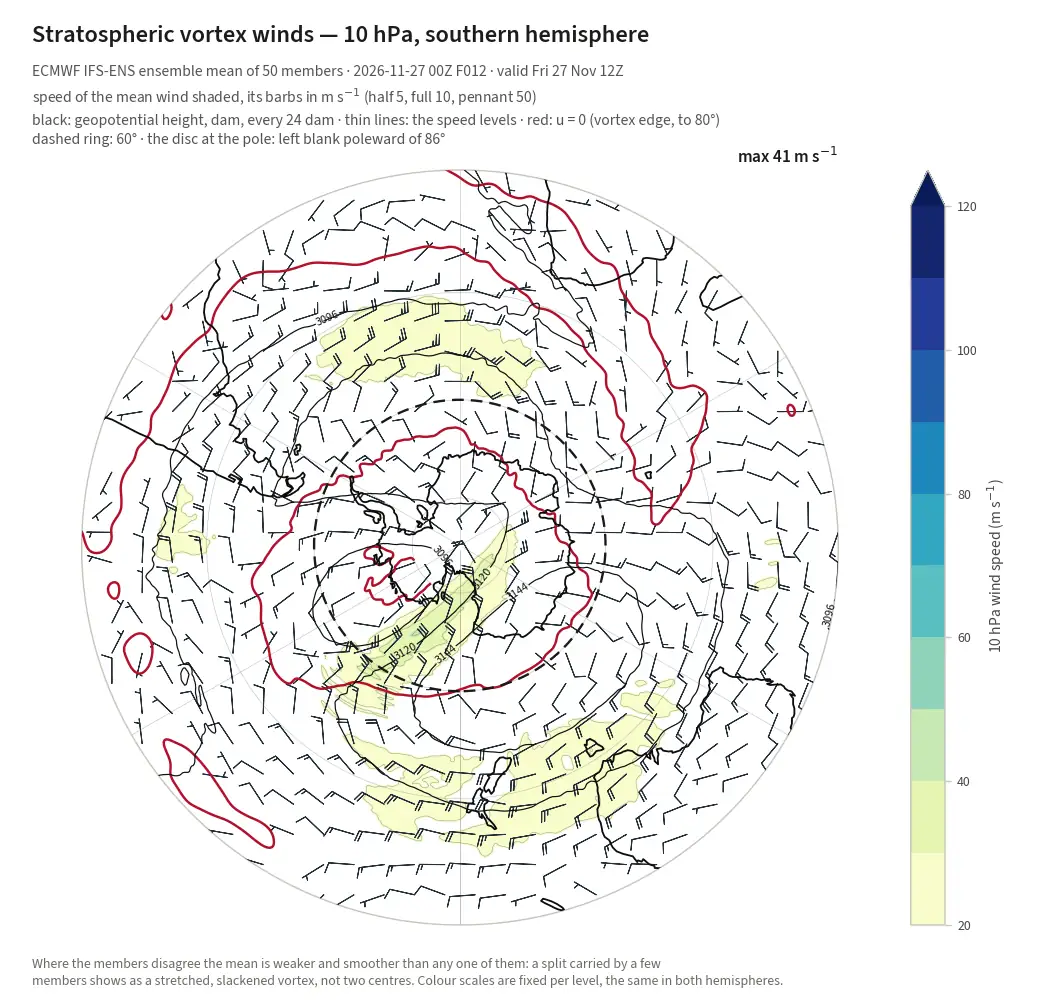 Stratospheric vortex winds — 10 hPa, southern hemisphere
ECMWF IFS-ENS ensemble mean of 50 members · 2026-11-27 00Z F012 · valid Fri 27 Nov 12Z
speed of the mean wind shaded, its barbs in m s⁻¹ (half 5, full 10, pennant 50)
black: geopotential height, dam, every 24 dam · thin lines: the speed levels · red: u = 0 (vortex edge, to 80°)
dashed ring: 60° · the disc at the pole: left blank poleward of 86°
max 41 m s⁻¹
120
100
80
60
40
20
10 hPa wind speed (m s⁻¹)
3096
3096
3120
3144
3120
3144
3096
Where the members disagree the mean is weaker and smoother than any one of them: a split carried by a few
members shows as a stretched, slackened vortex, not two centres. Colour scales are fixed per level, the same in both hemispheres.